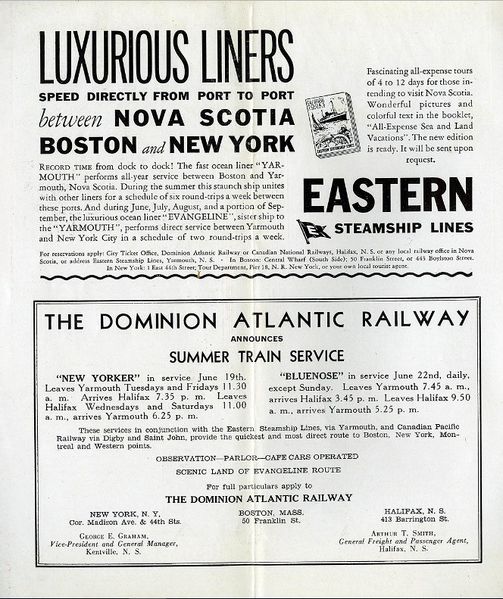 LUXURIOUS LINERS
SPEED DIRECTLY FROM PORT TO PORT
between NOVA SCOTIA
BOSTON and NEW YORK
RECORD TIME from dock to dock! The fast ocean liner "YAR-
MOUTH" performs all-year service between Boston and Yar-
mouth, Nova Scotia. During the summer this staunch ship unites
with other liners for a schedule of six round-trips a week between
these ports. And during June, July, August, and a portion of Sep-
tember, the luxurious ocean liner "EVANGELINE", sister ship to
the "YARMOUTH", performs direct service between Yarmouth
and New York City in a schedule of two round-trips a week.
Fascinating all-expense tours
of 4 to 12 days for those in-
tending to visit Nova Scotia.
Wonderful pictures and
colorful text in the booklet,
"All-Expense Sea and Land
Vacations". The new edition
is ready. It will be sent upon
request.
EASTERN
STEAMSHIP LINES
For reservations apply: City Ticket Office, Dominion Atlantic Railway or Canadian National Railways, Halifax, N. S. or any local railway office in Nova
Scotia, or address Eastern Steamship Lines, Yarmouth, N. S. · In Boston: Central Wharf (South Side); 50 Franklin Street, or 445 Boylston Street.
In New York: 1 East 44th Street; Tour Department, Pier 18, N. R. New York, or your own local tourist agent.
THE DOMINION ATLANTIC RAILWAY
ANNOUNCES
SUMMER TRAIN SERVICE
"NEW YORKER" in service June 19th.
Leaves Yarmouth Tuesdays and Fridays 11.30
a. m. Arrives Halifax 7.35 p. m. Leaves
Halifax Wednesdays and Saturdays 11.00
a. m., arrives Yarmouth 6.25 p. m.
"BLUENOSE" in service June 22nd, daily,
except Sunday. Leaves Yarmouth 7.45 a. m.,
arrives Halifax 3.45 p. m. Leaves Halifax 9.50
a. m., arrives Yarmouth 5.25 p. m.
These services in conjunction with the Eastern Steamship Lines, via Yarmouth, and Canadian Pacific
Railway via Digby and Saint John, provide the quickest and most direct route to Boston, New York, Mont-
real and Western points.
OBSERVATION—PARLOR—CAFE CARS OPERATED
SCENIC LAND OF EVANGELINE ROUTE
For full particulars apply to
THE DOMINION ATLANTIC RAILWAY
NEW YORK, N. Y.
Cor. Madison Ave. & 44th Sts.
BOSTON, MASS.
50 Franklin St.
HALIFAX, N. S.
413 Barrington St.
GEORGE E. GRAHAM,
Vice-President and General Manager,
Kentville, N. S.
ARTHUR T. SMITH,
General Freight and Passenger Agent,
Halifax, N. S.